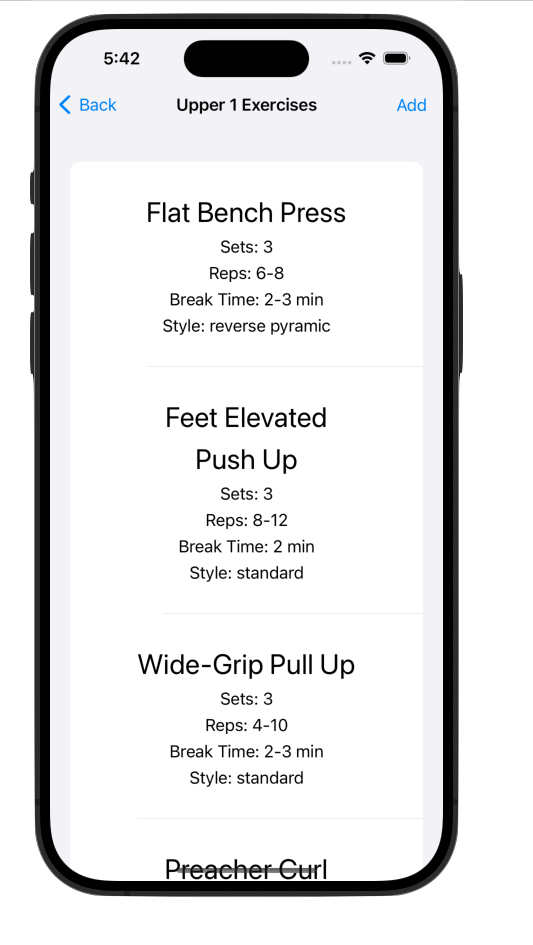 5:42
Back
Upper 1 Exercises
Add
Flat Bench Press
Sets: 3
Reps: 6-8
Break Time: 2-3 min
Style: reverse pyramic
Feet Elevated
Push Up
Sets: 3
Reps: 8-12
Break Time: 2 min
Style: standard
Wide-Grip Pull Up
Sets: 3
Reps: 4-10
Break Time: 2-3 min
Style: standard
Preacher Curl